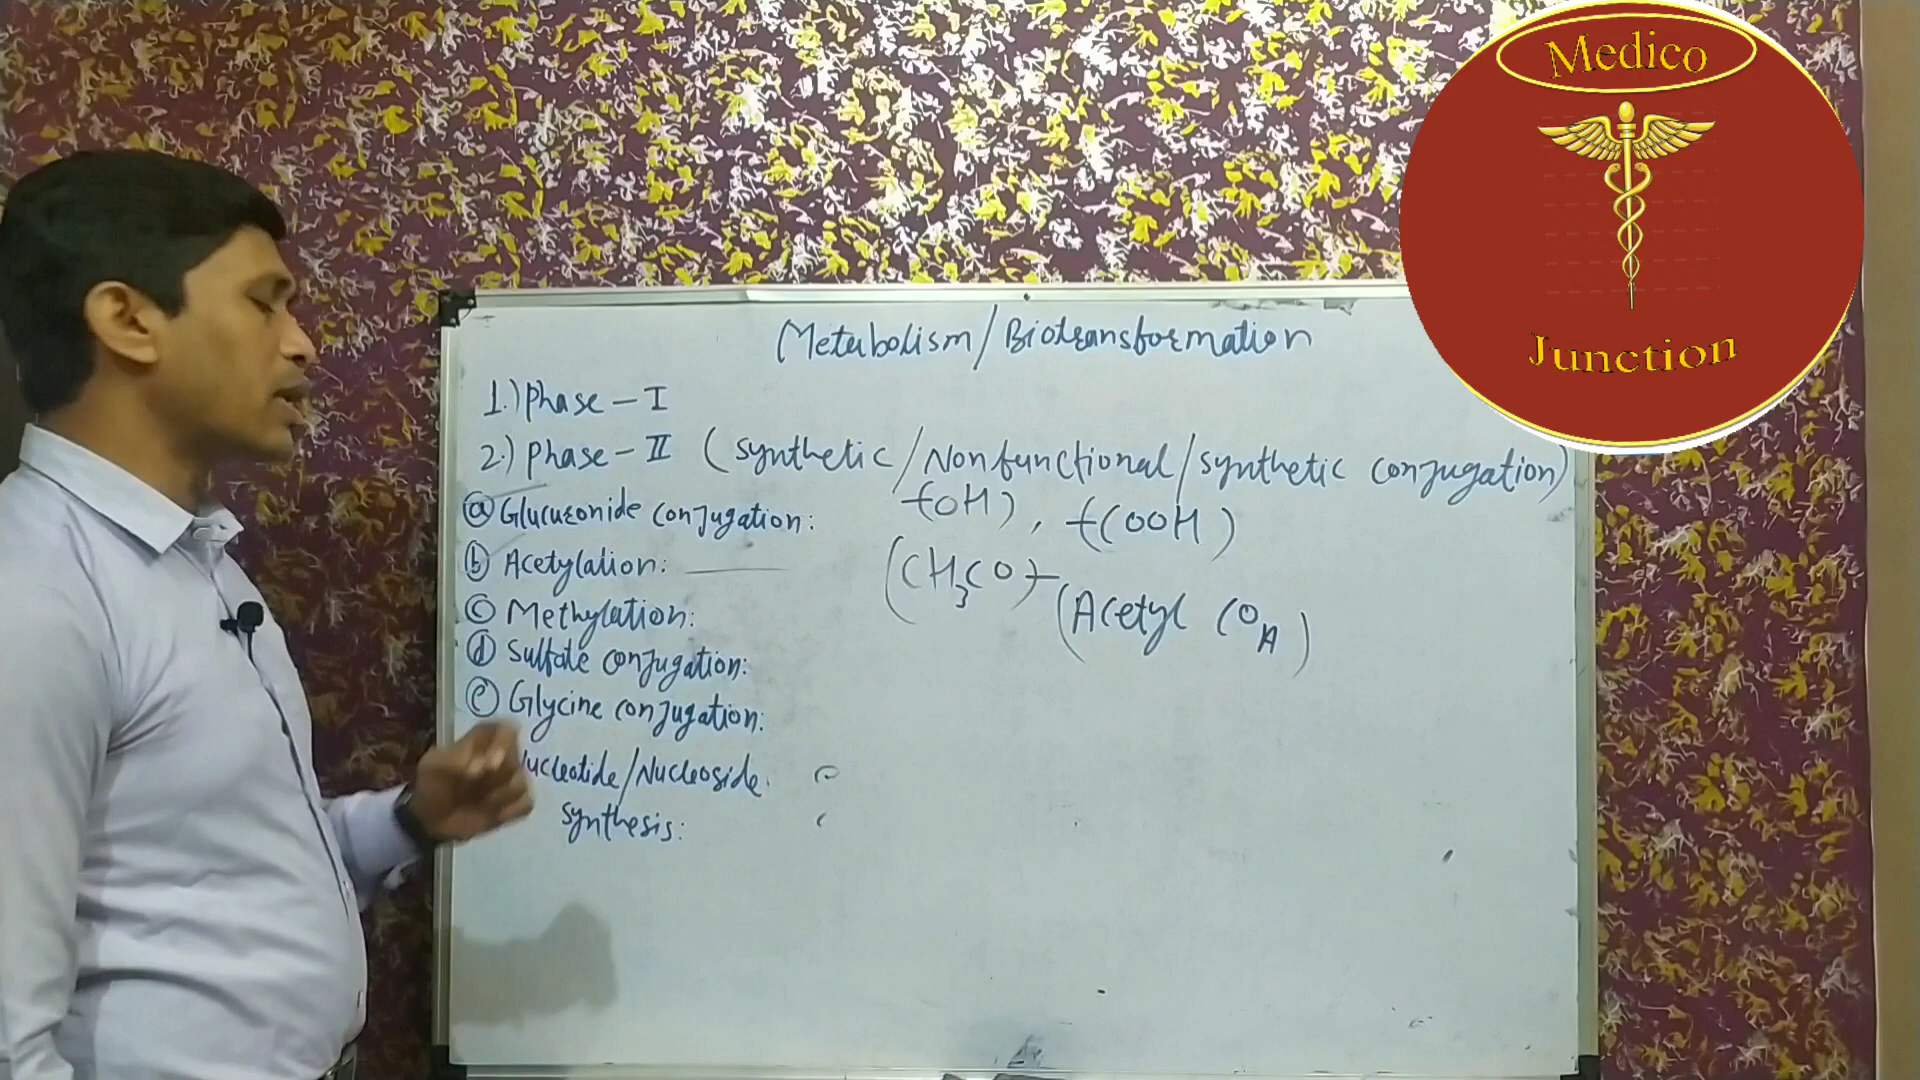 Medico
Junction
Metabolism/Biotransformation
1.) Phase - I
2.) Phase - II (synthetic/Nonfunctional/synthetic conjugation)
(a) Glucuronide conjugation: (OH), (COOH)
(b) Acetylation: (CH3CO)
(Acetyl COA)
(c) Methylation:
(d) Sulfate conjugation:
(e) Glycine conjugation:
Nucleotide/Nucleoside
synthesis: